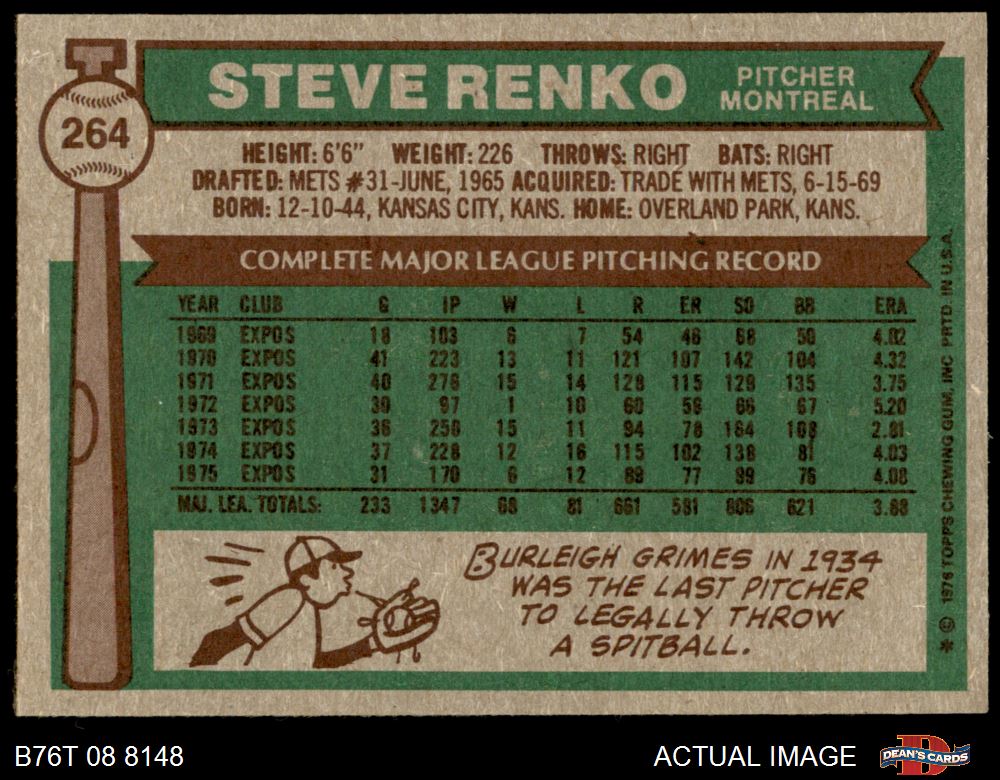 STEVE RENKO
PITCHER
MONTREAL
264
HEIGHT: 6'6" WEIGHT: 226 THROWS: RIGHT BATS: RIGHT
DRAFTED: METS #31-JUNE, 1965 ACQUIRED: TRADE WITH METS, 6-15-69
BORN: 12-10-44, KANSAS CITY, KANS. HOME: OVERLAND PARK, KANS.
COMPLETE MAJOR LEAGUE PITCHING RECORD
YEAR CLUB G IP W L R ER SO BB ERA
1969 EXPOS 18 103 6 7 54 46 68 50 4.02
1970 EXPOS 41 223 13 11 121 107 142 104 4.32
1971 EXPOS 40 276 15 14 128 115 129 135 3.75
1972 EXPOS 30 97 1 10 60 56 66 67 5.20
1973 EXPOS 36 250 15 11 94 78 164 108 2.81
1974 EXPOS 37 228 12 16 115 102 138 81 4.03
1975 EXPOS 31 170 6 12 89 77 99 76 4.08
MAJ. LEA. TOTALS: 233 1347 68 81 661 581 806 621 3.88
BURLEIGH GRIMES IN 1934
WAS THE LAST PITCHER
TO LEGALLY THROW
A SPITBALL.
* © 1976 TOPPS CHEWING GUM, INC PRTD. IN U.S.A.
B76T 08 8148
ACTUAL IMAGE
DEAN'S CARDS